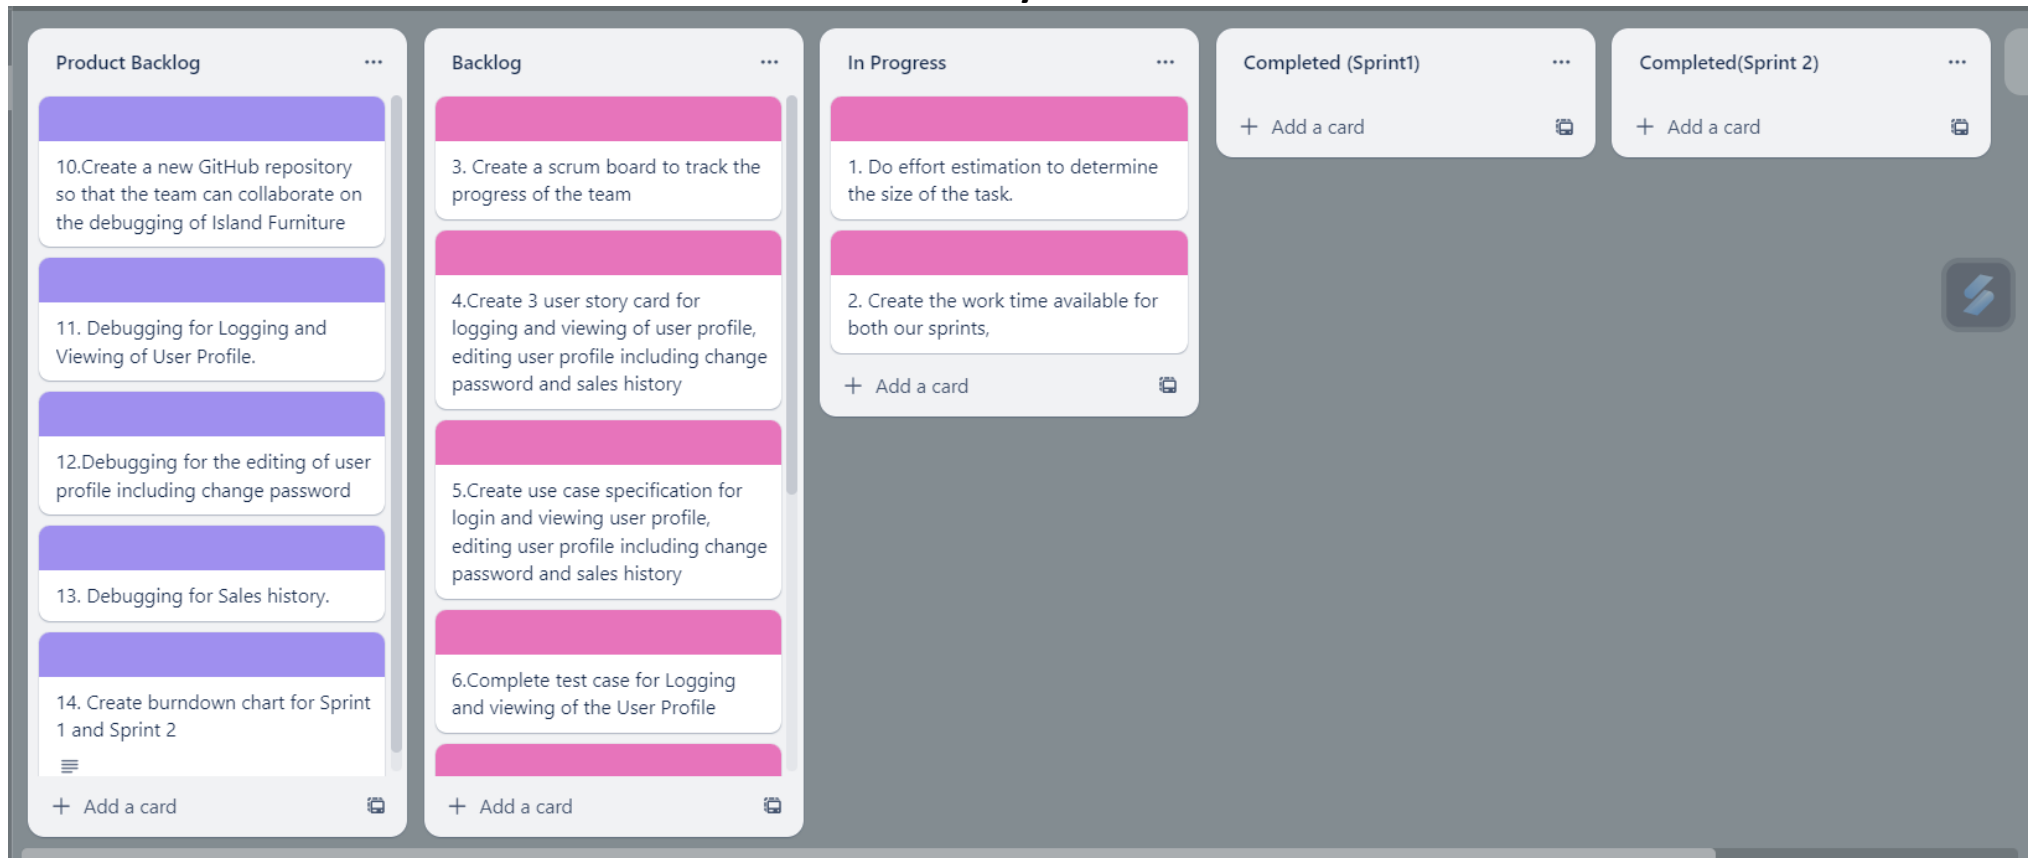 Product Backlog
10.Create a new GitHub repository
so that the team can collaborate on
the debugging of Island Furniture
11. Debugging for Logging and
Viewing of User Profile.
12.Debugging for the editing of user
profile including change password
13. Debugging for Sales history.
14. Create burndown chart for Sprint
1 and Sprint 2
+ Add a card
Backlog
3. Create a scrum board to track the
progress of the team
4.Create 3 user story card for
logging and viewing of user profile,
editing user profile including change
password and sales history
5.Create use case specification for
login and viewing user profile,
editing user profile including change
password and sales history
6.Complete test case for Logging
and viewing of the User Profile
+ Add a card
In Progress
1. Do effort estimation to determine
the size of the task.
2. Create the work time available for
both our sprints,
+ Add a card
Completed (Sprint1)
+ Add a card
Completed(Sprint 2)
+ Add a card